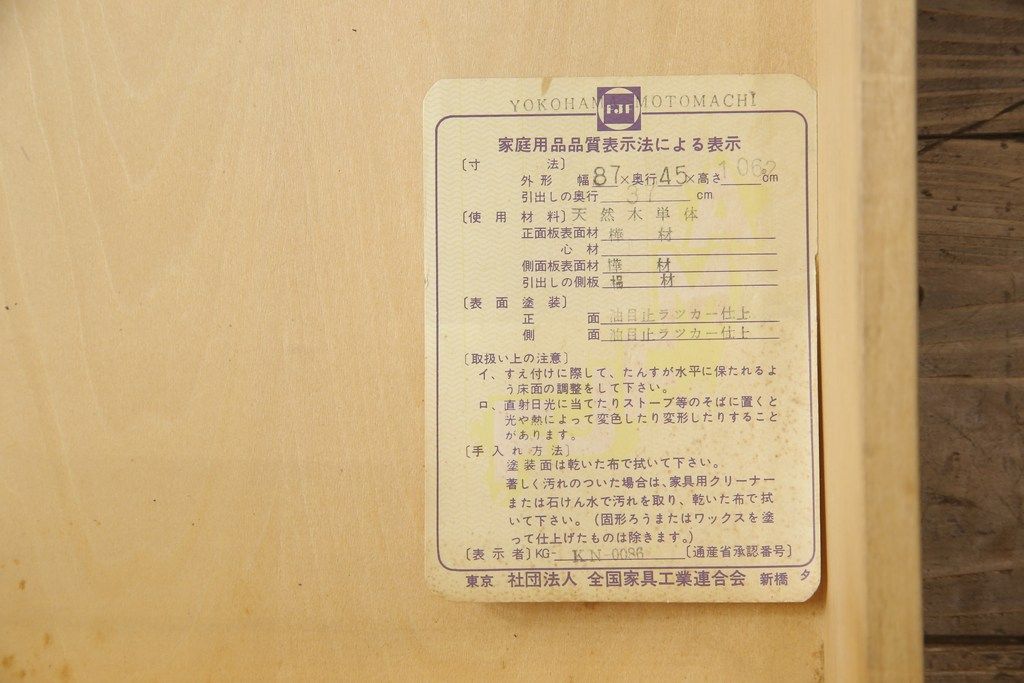 YOKOHAMA MOTOMACHI
FJF
家庭用品品質表示法による表示
〔寸法〕
外形 幅87×奥行45×高さ106.2cm
引出しの奥行 37 cm
〔使用材料〕天然木単体
正面板表面材 樺材
心材
側面板表面材 樺材
引出しの側板 材
〔表面塗装〕
正面 油目止ラツカー仕上
側面 油目止ラツカー仕上
〔取扱い上の注意〕
イ、すえ付けに際して、たんすが水平に保たれるよ
う床面の調整をして下さい。
ロ、直射日光に当てたりストーブ等のそばに置くと
光や熱によって変色したり変形したりすること
があります。
〔手入れ方法〕
塗装面は乾いた布で拭いて下さい。
著しく汚れのついた場合は、家具用クリーナー
または石けん水で汚れを取り、乾いた布で拭
いて下さい。(固形ろうまたはワックスを塗
って仕上げたものは除きます。)
〔表示者〕KG-KN-0086〔通産省承認番号〕
東京 社団法人 全国家具工業連合会 新橋 タ